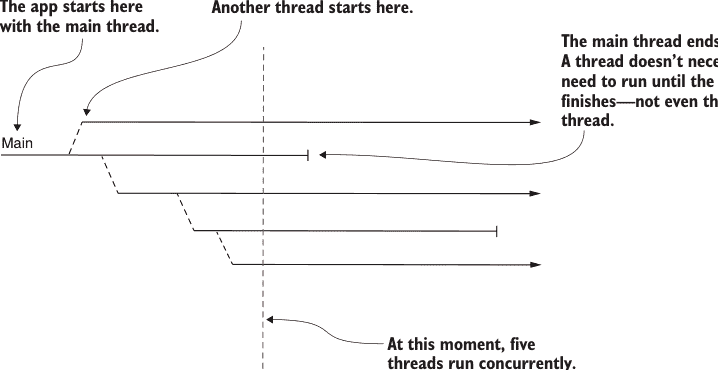 The app starts here
with the main thread.
Another thread starts here.
The main thread ends
A thread doesn't
need to run until the
finishes—not even
thread.
Main
At this moment, five
threads run concurrently.